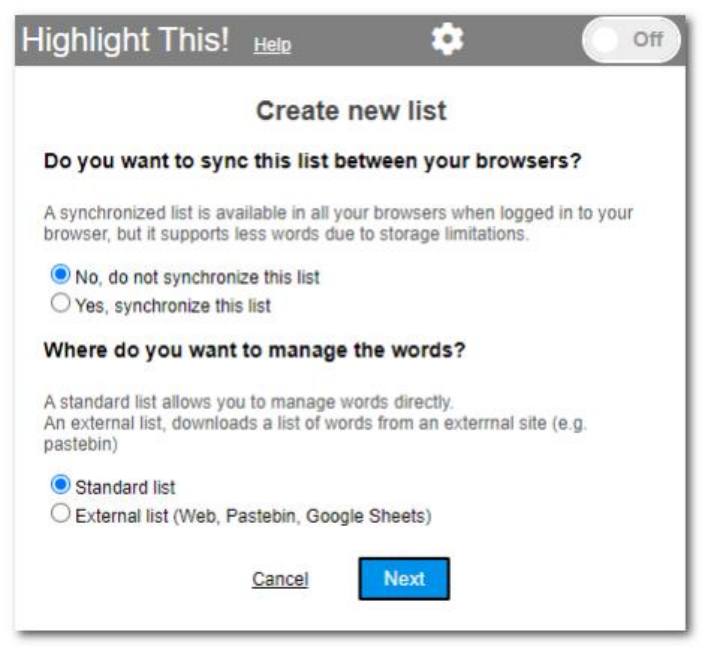 Highlight This! Help Off
Create new list
Do you want to sync this list between your browsers?
A synchronized list is available in all your browsers when logged in to your
browser, but it supports less words due to storage limitations.
No, do not synchronize this list
Yes, synchronize this list
Where do you want to manage the words?
A standard list allows you to manage words directly.
An external list, downloads a list of words from an exterrnal site (e.g.
pastebin)
Standard list
External list (Web, Pastebin, Google Sheets)
Cancel Next